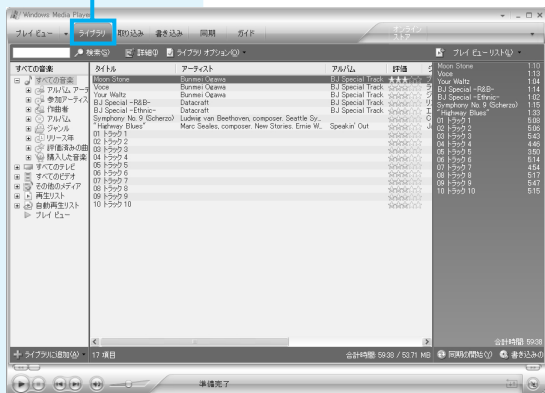 Windows Media Player
プレイ ビュー ライブラリ 取り込み 書き込み 同期 ガイド オンライン ストア
検索(S) 詳細(I) ライブラリ オプション(O) プレイ ビュー リスト(L)
すべての音楽
すべての音楽
アルバム アーテ
参加アーティス
作曲者
アルバム
ジャンル
リリース年
評価済みの曲
購入した音楽
すべてのテレビ
すべてのビデオ
その他のメディア
再生リスト
自動再生リスト
プレイ ビュー
タイトル アーティスト アルバム 評価
Moon Stone Bunmei Ogawa BJ Special Track
Voce Bunmei Ogawa BJ Special Track
Your Waltz Bunmei Ogawa BJ Special Track
BJ Special -R&B- Datacraft BJ Special Track
BJ Special -Ethnic- Datacraft BJ Special Track
Symphony No. 9 (Scherzo) Ludwig van Beethoven, composer. Seattle Sy...
"Highway Blues" Marc Seales, composer. New Stories. Ernie W... Speakin' Out
01 トラック 1
02 トラック 2
03 トラック 3
04 トラック 4
05 トラック 5
06 トラック 6
07 トラック 7
08 トラック 8
09 トラック 9
10 トラック 10
Moon Stone 1:10
Voce 1:13
Your Waltz 1:04
BJ Special -R&B- 1:14
BJ Special -Ethnic- 1:02
Symphony No. 9 (Scherzo) 1:15
"Highway Blues" 1:33
01 トラック 1 5:08
02 トラック 2 5:06
03 トラック 3 5:43
04 トラック 4 4:46
05 トラック 5 3:50
06 トラック 6 5:14
07 トラック 7 4:54
08 トラック 8 5:17
09 トラック 9 5:47
10 トラック 10 5:15
合計時間: 59:38
ライブラリに追加(A) 17 項目 合計時間: 59:38 / 53.71 MB 同期の開始(Y) 書き込みの
準備完了